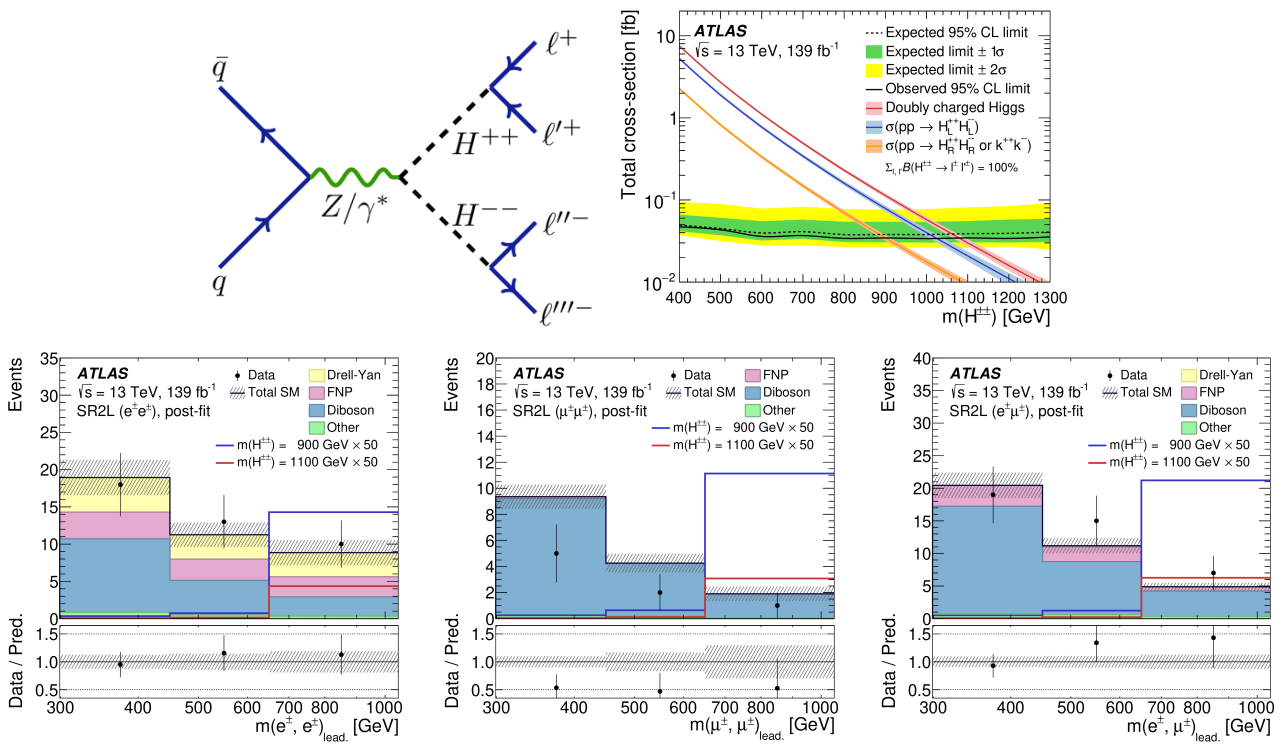 q̄
q
Z/γ*
H⁺⁺
H⁻⁻
ℓ⁺
ℓ′⁺
ℓ′′⁻
ℓ′′′⁻
Total cross-section [fb]
10
1
10⁻¹
10⁻²
ATLAS
√s = 13 TeV, 139 fb⁻¹
Expected 95% CL limit
Expected limit ± 1σ
Expected limit ± 2σ
Observed 95% CL limit
Doubly charged Higgs
σ(pp → H_L⁺⁺H_L⁻⁻)
σ(pp → H_R⁺⁺H_R⁻⁻ or k⁺⁺k⁻⁻)
Σ_{l, l'}B(H^{±±} → l^± l'^±) = 100%
400 500 600 700 800 900 1000 1100 1200 1300
m(H^{±±}) [GeV]
Events
35
30
25
20
15
10
5
0
ATLAS
√s = 13 TeV, 139 fb⁻¹
SR2L (e^±e^±), post-fit
Data
Total SM
Drell-Yan
FNP
Diboson
Other
m(H^{±±}) = 900 GeV × 50
m(H^{±±}) = 1100 GeV × 50
Data / Pred.
1.5
1.0
0.5
300 400 500 600 700 1000
m(e^±, e^±)_{lead.} [GeV]
Events
20
18
16
14
12
10
8
6
4
2
0
ATLAS
√s = 13 TeV, 139 fb⁻¹
SR2L (μ^±μ^±), post-fit
Data
Total SM
FNP
Diboson
Other
m(H^{±±}) = 900 GeV × 50
m(H^{±±}) = 1100 GeV × 50
Data / Pred.
1.5
1.0
0.5
300 400 500 600 700 1000
m(μ^±, μ^±)_{lead.} [GeV]
Events
40
35
30
25
20
15
10
5
0
ATLAS
√s = 13 TeV, 139 fb⁻¹
SR2L (e^±μ^±), post-fit
Data
Total SM
Drell-Yan
FNP
Diboson
Other
m(H^{±±}) = 900 GeV × 50
m(H^{±±}) = 1100 GeV × 50
Data / Pred.
1.5
1.0
0.5
300 400 500 600 700 1000
m(e^±, μ^±)_{lead.} [GeV]